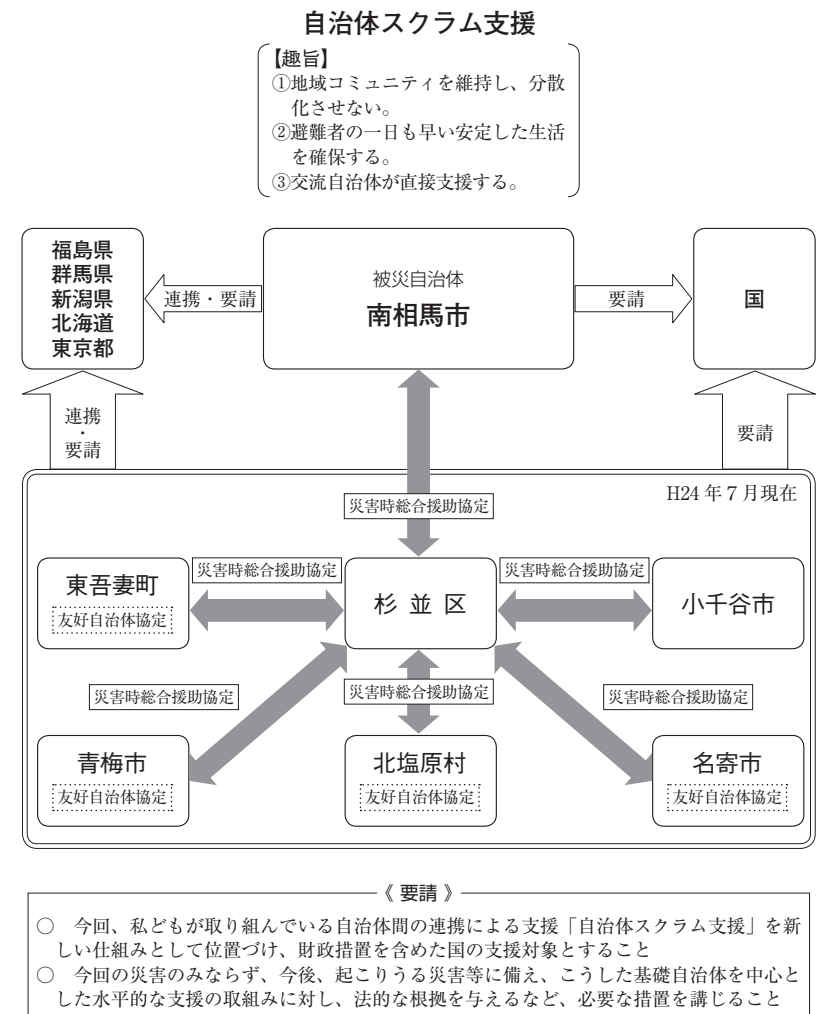 自治体スクラム支援
【趣旨】
①地域コミュニティを維持し、分散
化させない。
②避難者の一日も早い安定した生活
を確保する。
③交流自治体が直接支援する。
福島県
群馬県
新潟県
北海道
東京都
連携・要請
被災自治体
南相馬市
要請
国
連携
・
要請
要請
H24年7月現在
災害時総合援助協定
東吾妻町
友好自治体協定
災害時総合援助協定
杉並区
災害時総合援助協定
小千谷市
災害時総合援助協定
災害時総合援助協定
災害時総合援助協定
青梅市
友好自治体協定
北塩原村
友好自治体協定
名寄市
友好自治体協定
《 要請 》
○ 今回、私どもが取り組んでいる自治体間の連携による支援「自治体スクラム支援」を新
しい仕組みとして位置づけ、財政措置を含めた国の支援対象とすること
○ 今回の災害のみならず、今後、起こりうる災害等に備え、こうした基礎自治体を中心と
した水平的な支援の取組みに対し、法的な根拠を与えるなど、必要な措置を講じること